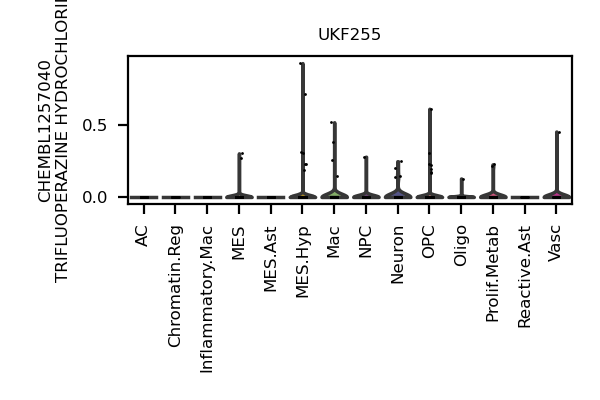 UKF255
CHEMBL1257040
TRIFLUOPERAZINE
0.5
0.0
AC
Chromatin.Reg
Inflammatory.Mac
MES
MES.Ast
MES.Hyp
Mac
NPC
Neuron
OPC
Oligo
Prolif.Metab
Reactive.Ast
Vasc